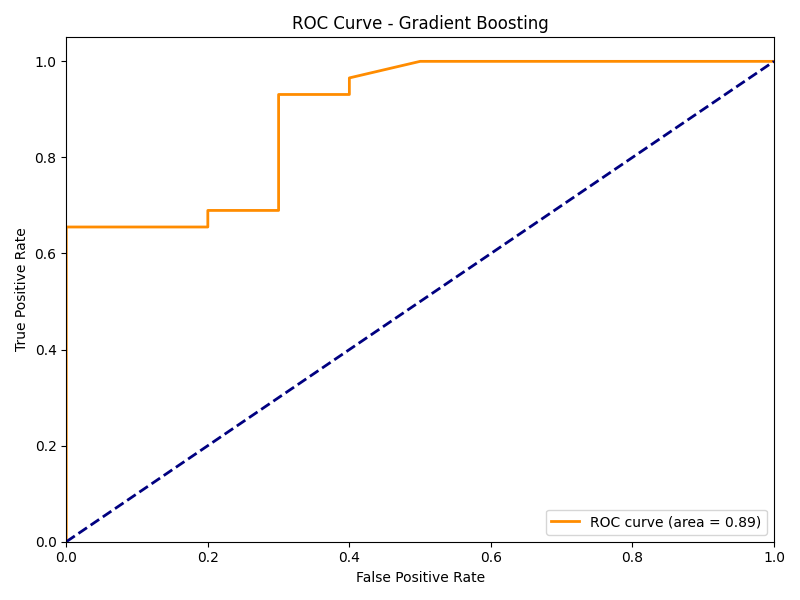 ROC Curve - Gradient Boosting
1.0
0.8
0.6
0.4
0.2
0.0
True Positive Rate
ROC curve (area = 0.89)
0.0 0.2 0.4 0.6 0.8 1.0
False Positive Rate